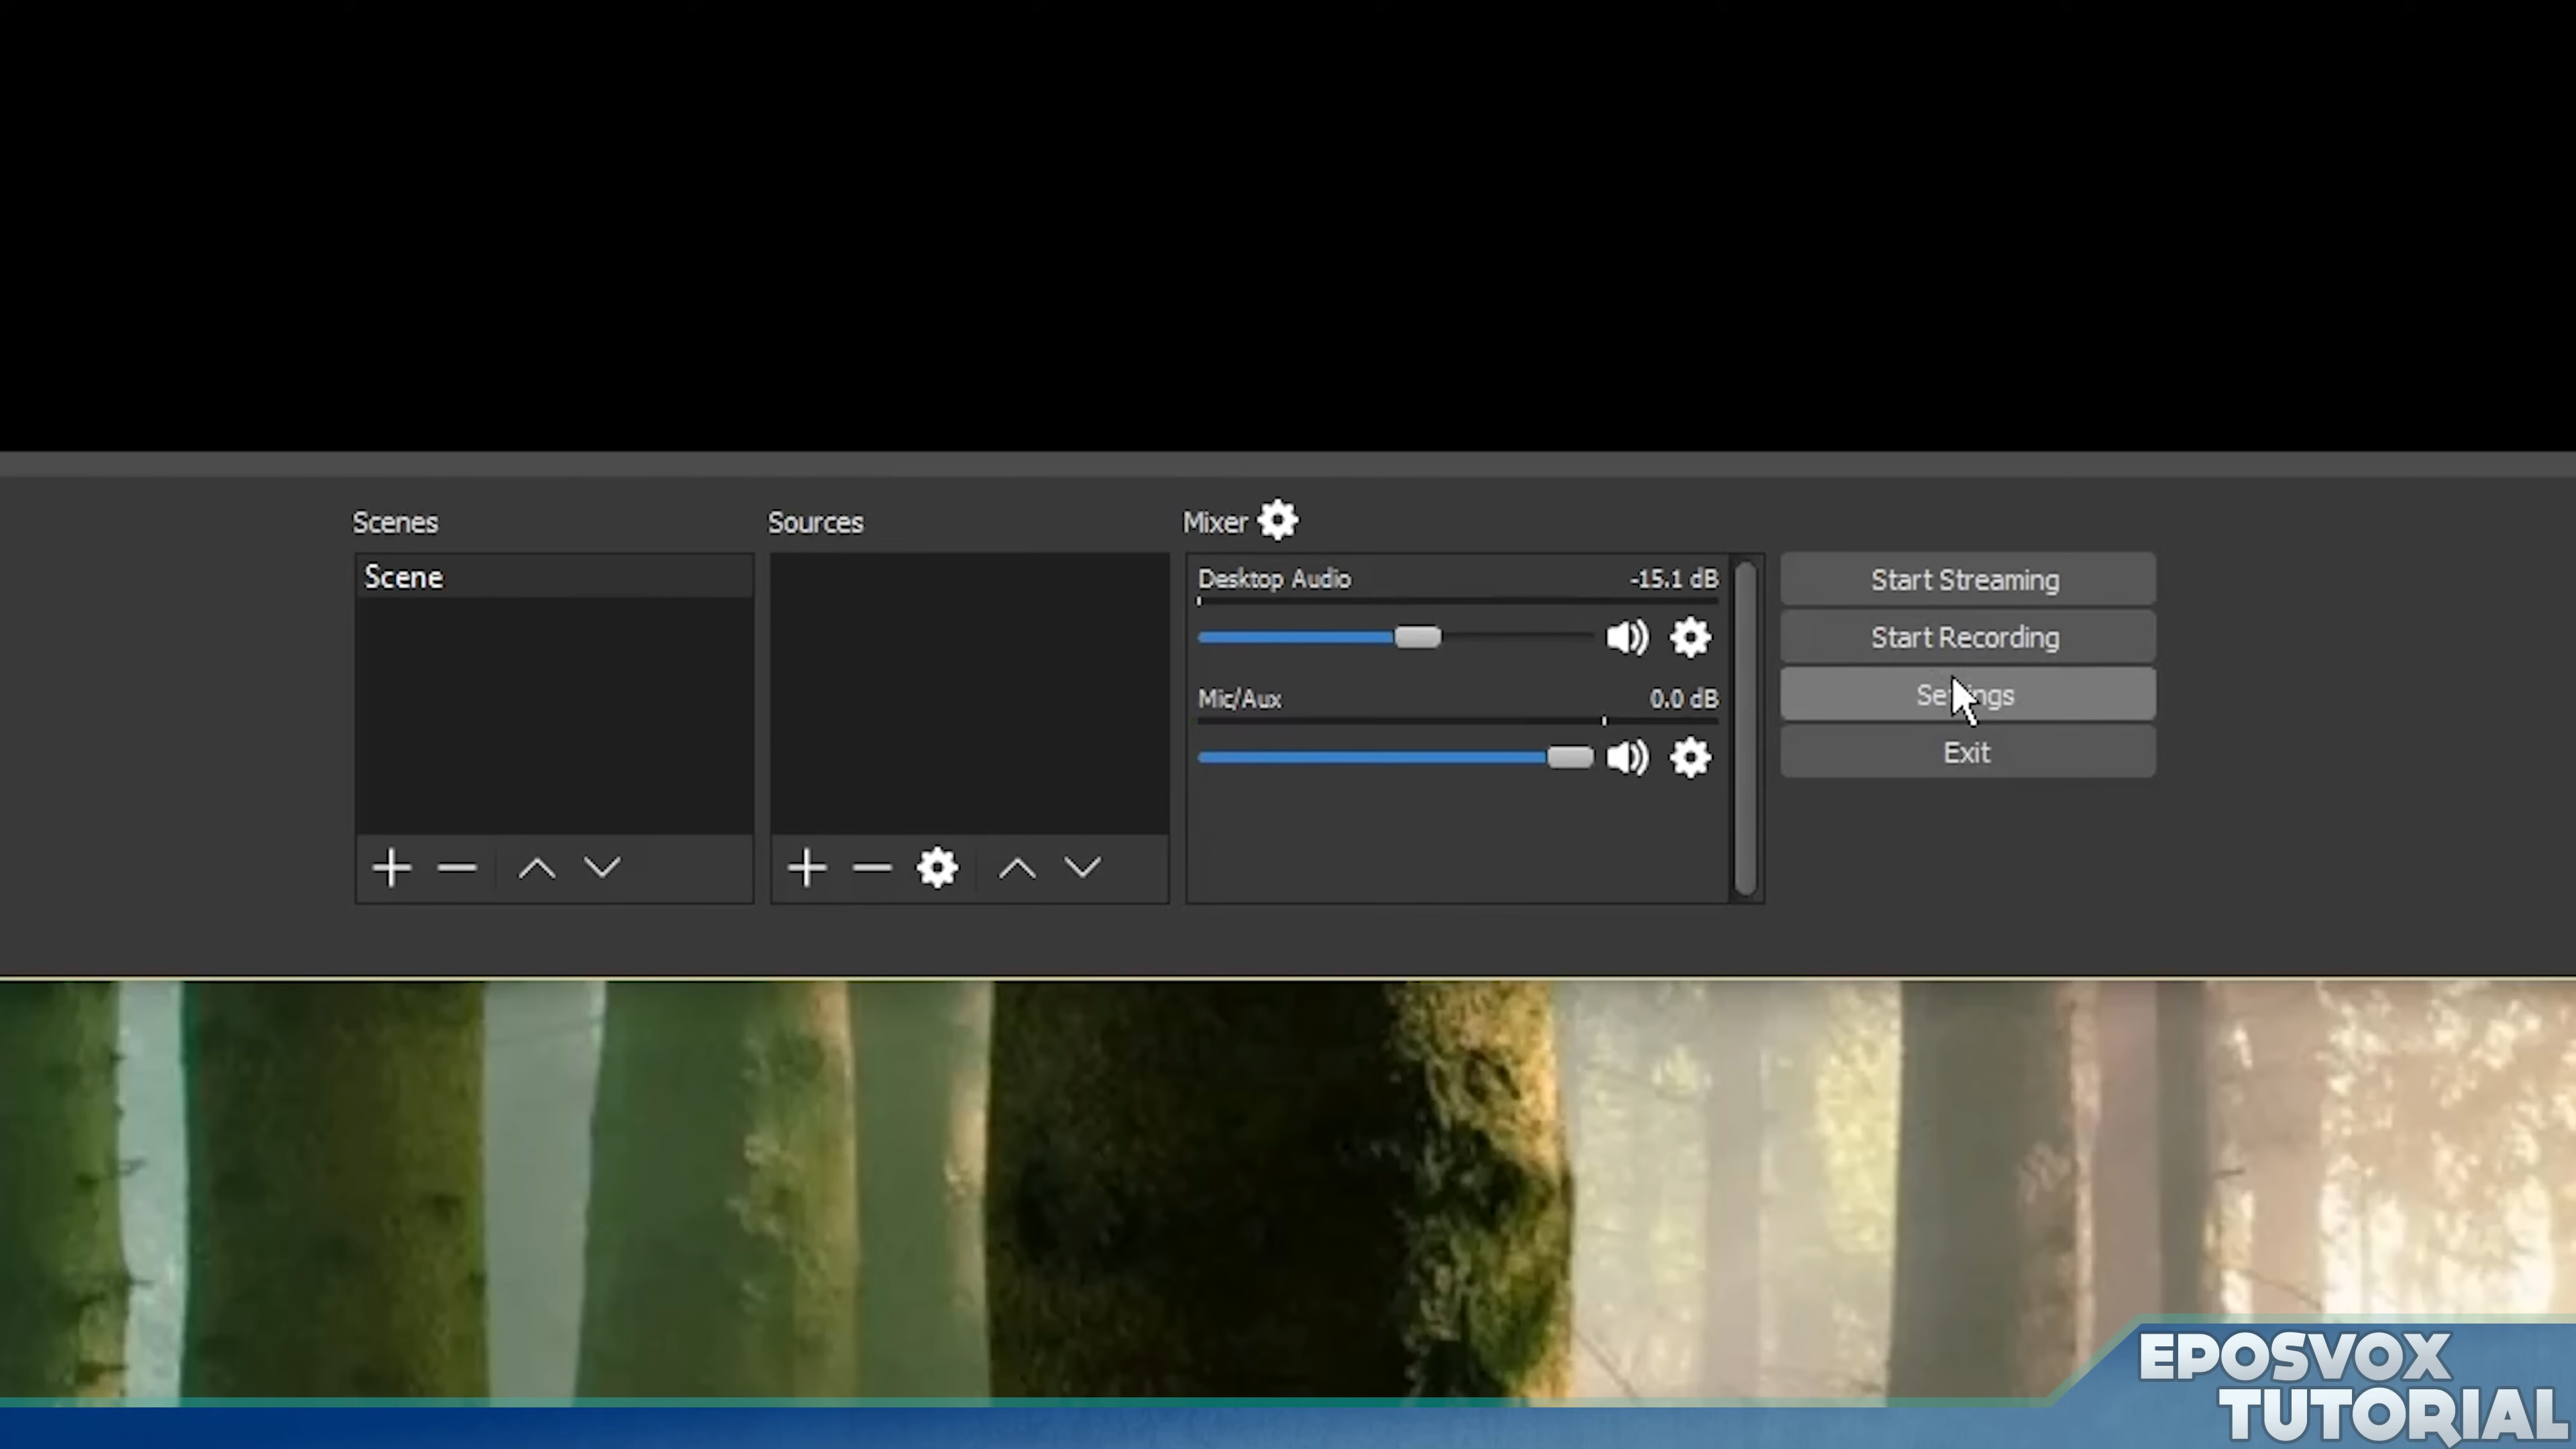 Scenes
Sources
Mixer
Scene
Desktop Audio
-15.1 dB
Mic/Aux
0.0 dB
Start Streaming
Start Recording
Settings
Exit
EPOSVOX
TUTORIAL